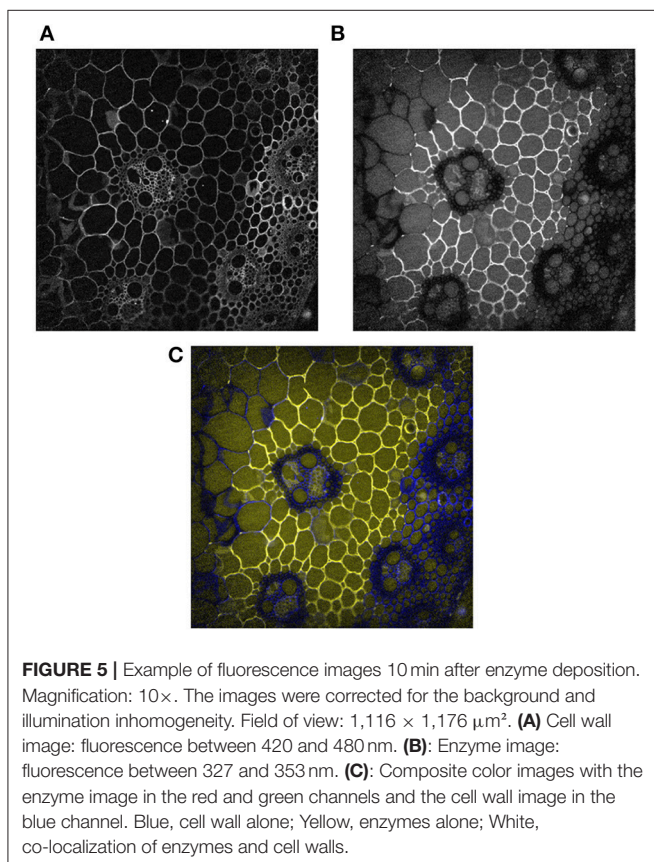 A
B
C
FIGURE 5 | Example of fluorescence images 10 min after enzyme deposition.
Magnification: 10×. The images were corrected for the background and
illumination inhomogeneity. Field of view: 1,116 × 1,176 μm². (A) Cell wall
image: fluorescence between 420 and 480 nm. (B): Enzyme image:
fluorescence between 327 and 353 nm. (C): Composite color images with the
enzyme image in the red and green channels and the cell wall image in the
blue channel. Blue, cell wall alone; Yellow, enzymes alone; White,
co-localization of enzymes and cell walls.